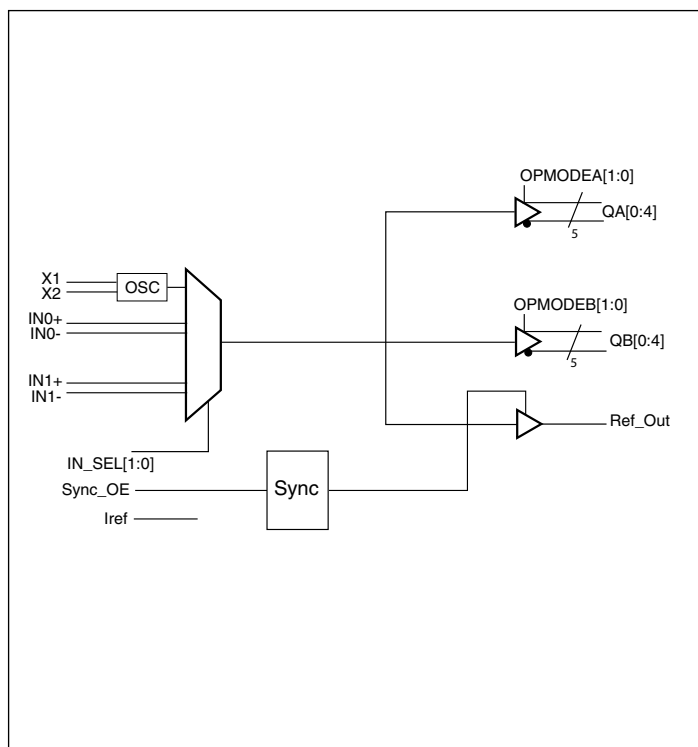 OPMODEA[1:0]
QA[0:4]
5
X1
X2
OSC
IN0+
IN0-
OPMODEB[1:0]
QB[0:4]
5
IN1+
IN1-
Ref_Out
IN_SEL[1:0]
Sync_OE
Sync
Iref